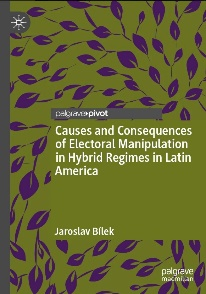 palgrave►pivot
Causes and Consequences
of Electoral Manipulation
in Hybrid Regimes in Latin
America
Jaroslav Bílek
palgrave
macmillan